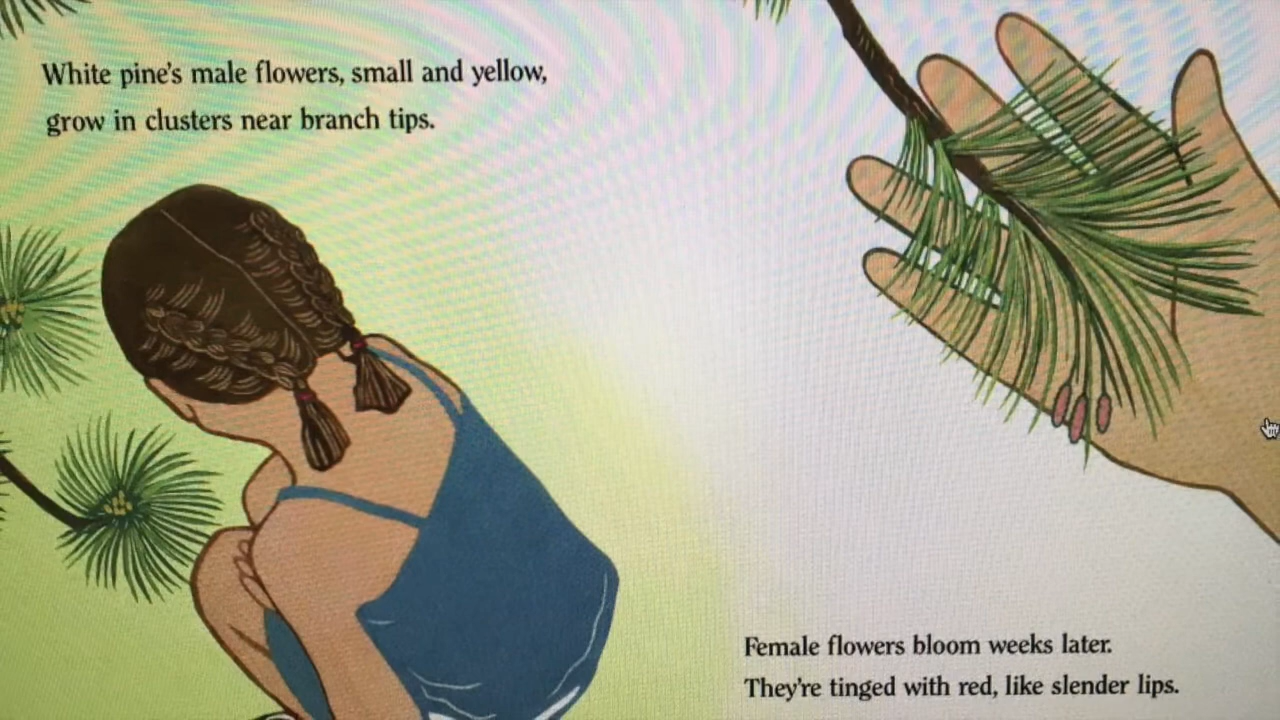 White pine's male flowers, small and yellow,
grow in clusters near branch tips.
Female flowers bloom weeks later.
They're tinged with red, like slender lips.